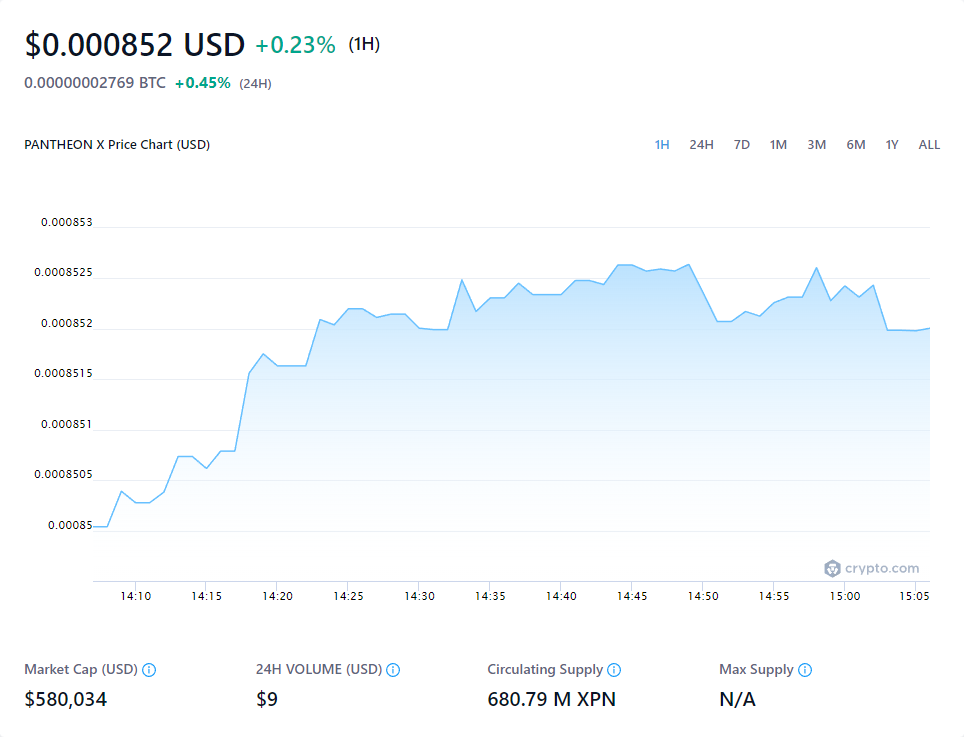 $0.000852 USD +0.23% (1H)
0.00000002769 BTC +0.45% (24H)
PANTHEON X Price Chart (USD) 1H 24H 7D 1M 3M 6M 1Y ALL
0.000853
0.0008525
0.000852
0.0008515
0.000851
0.0008505
0.00085
crypto.com
14:10 14:15 14:20 14:25 14:30 14:35 14:40 14:45 14:50 14:55 15:00 15:05
Market Cap (USD) 24H VOLUME (USD) Circulating Supply Max Supply
$580,034 $9 680.79 M XPN N/A